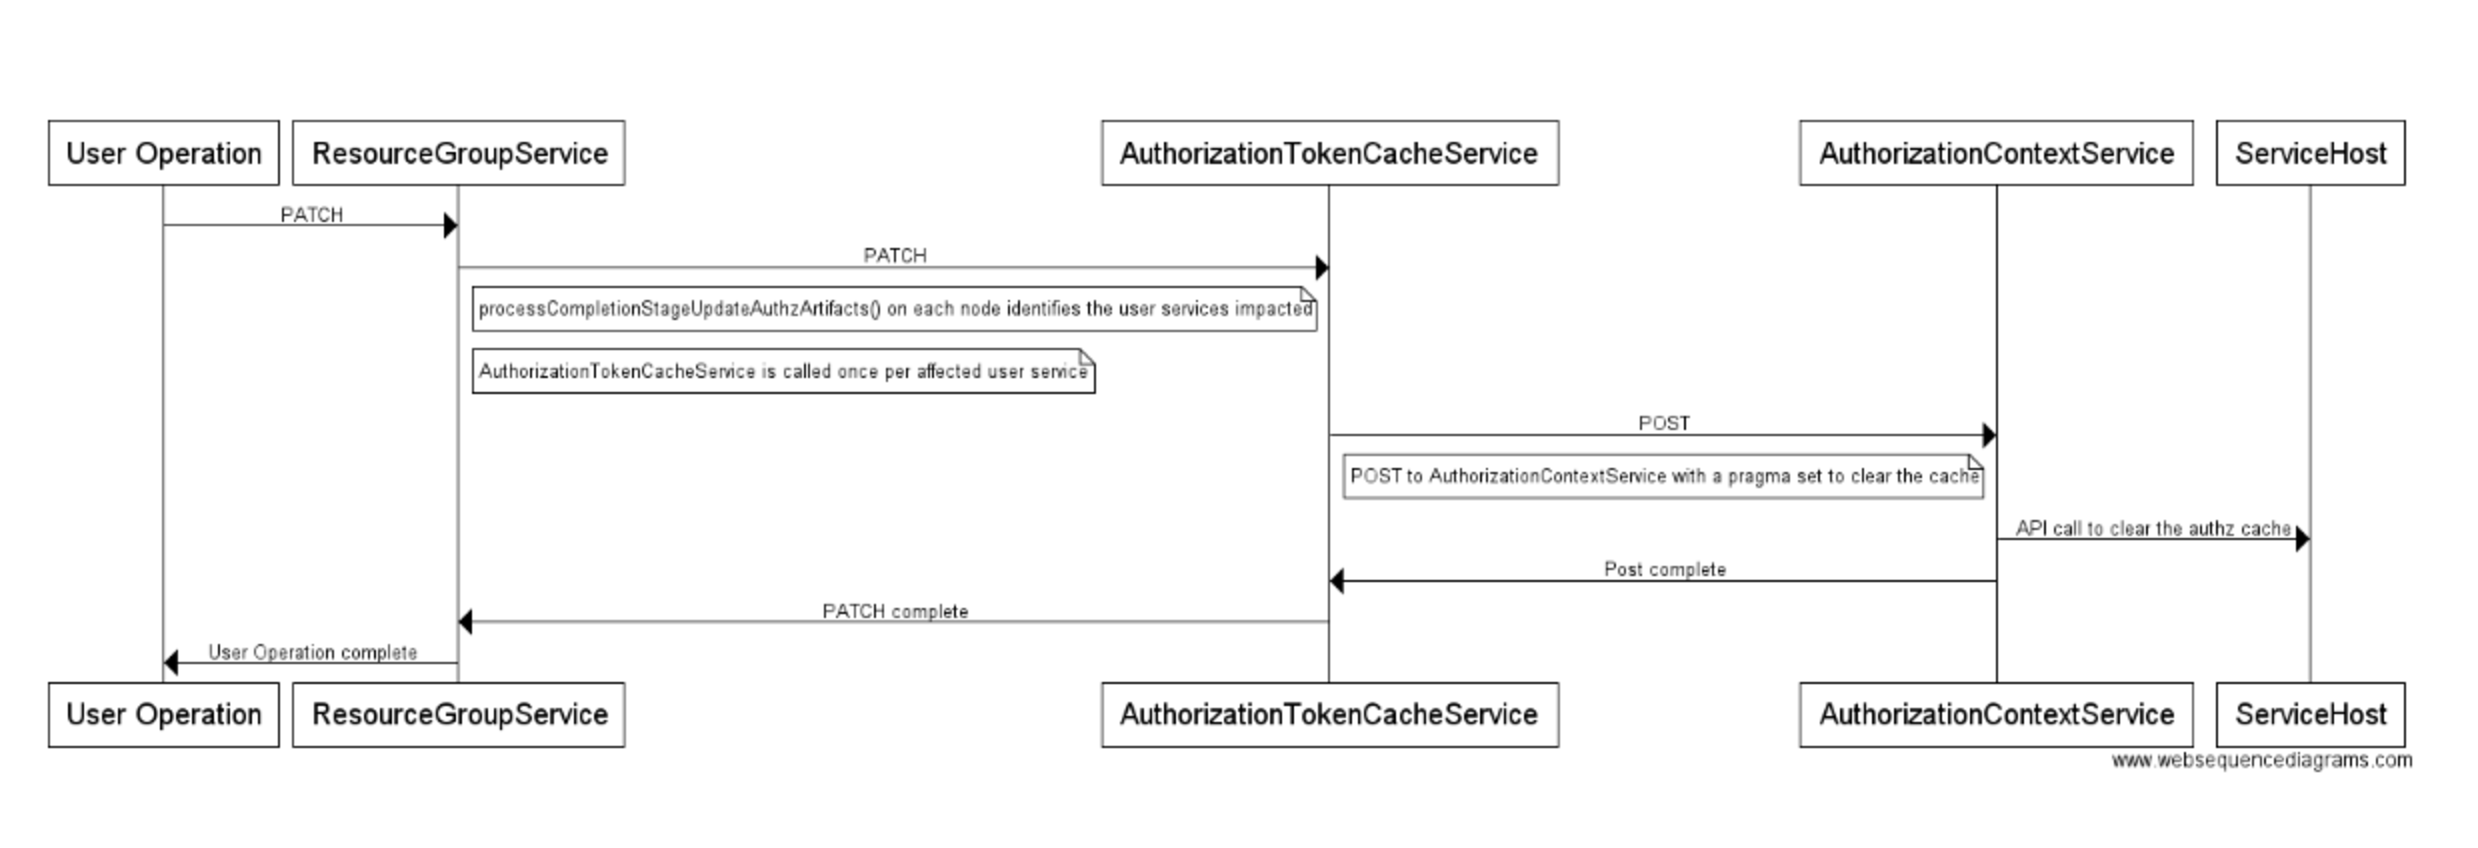 User Operation
ResourceGroupService
AuthorizationTokenCacheService
AuthorizationContextService
ServiceHost
PATCH
PATCH
processCompletionStageUpdateAuthzArtifacts() on each node identifies the user services impacted
AuthorizationTokenCacheService is called once per affected user service
POST
POST to AuthorizationContextService with a pragma set to clear the cache
API call to clear the authz cache
Post complete
PATCH complete
User Operation complete
User Operation
ResourceGroupService
AuthorizationTokenCacheService
AuthorizationContextService
ServiceHost
www.websequencediagrams.com